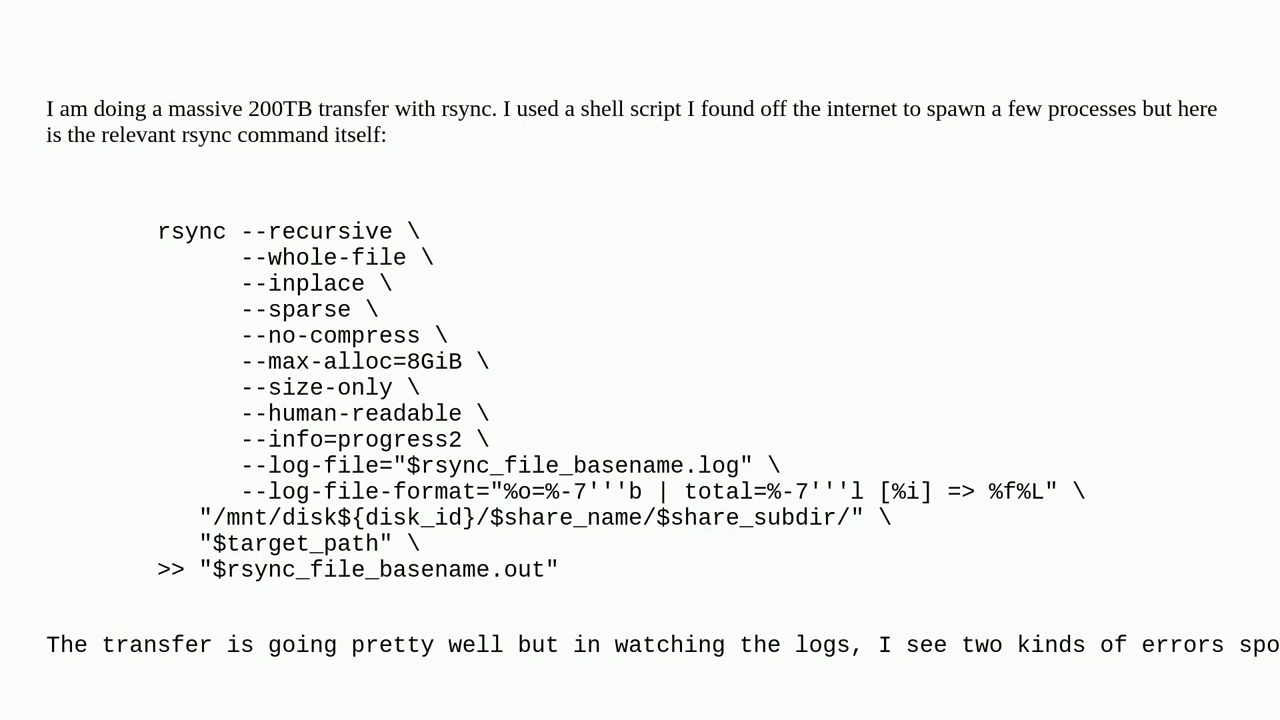 I am doing a massive 200TB transfer with rsync. I used a shell script I found off the internet to spawn a few processes but here
is the relevant rsync command itself:
rsync --recursive \
--whole-file \
--inplace \
--sparse \
--no-compress \
--max-alloc=8GiB \
--size-only \
--human-readable \
--info=progress2 \
--log-file="$rsync_file_basename.log" \
--log-file-format="%o=%-7'''b | total=%-7'''l [%i] => %f%L" \
"/mnt/disk${disk_id}/$share_name/$share_subdir/" \
"$target_path" \
>> "$rsync_file_basename.out"
The transfer is going pretty well but in watching the logs, I see two kinds of errors spo